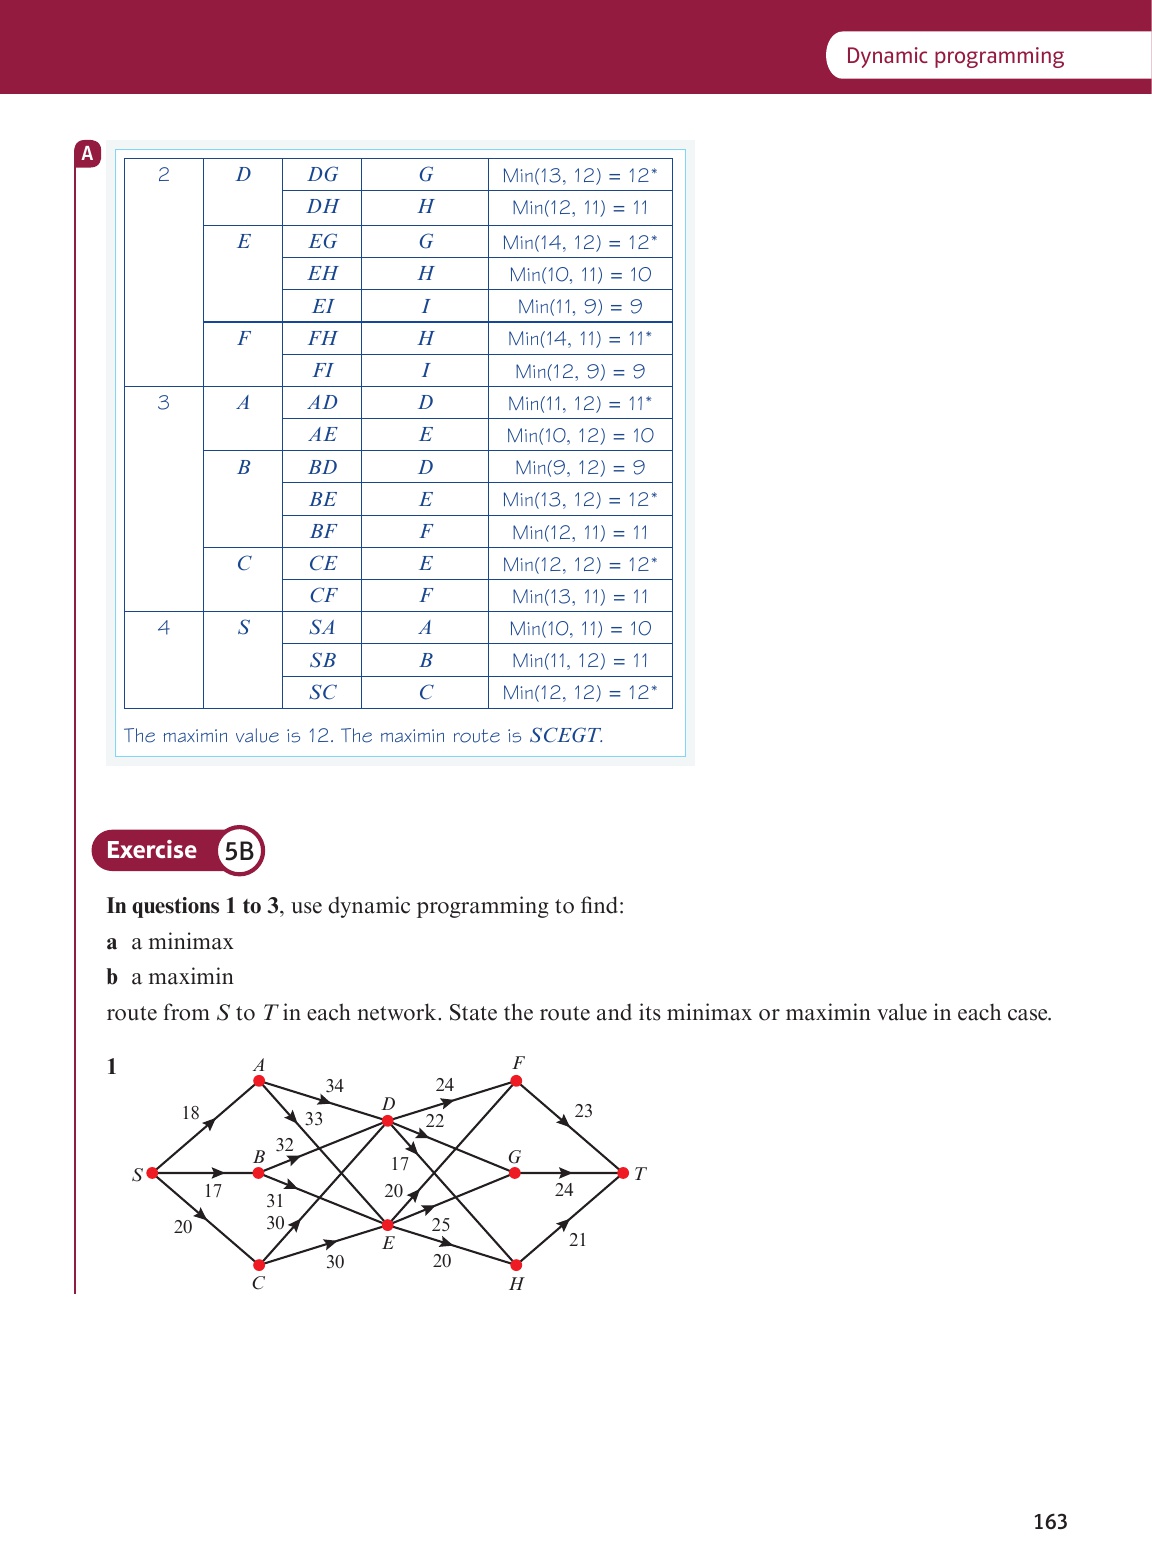 Dynamic programming
A
2 D DG G Min(13, 12) = 12*
DH H Min(12, 11) = 11
E EG G Min(14, 12) = 12*
EH H Min(10, 11) = 10
EI I Min(11, 9) = 9
F FH H Min(14, 11) = 11*
FI I Min(12, 9) = 9
3 A AD D Min(11, 12) = 11*
AE E Min(10, 12) = 10
B BD D Min(9, 12) = 9
BE E Min(13, 12) = 12*
BF F Min(12, 11) = 11
C CE E Min(12, 12) = 12*
CF F Min(13, 11) = 11
4 S SA A Min(10, 11) = 10
SB B Min(11, 12) = 11
SC C Min(12, 12) = 12*
The maximin value is 12. The maximin route is SCEGT.
Exercise 5B
In questions 1 to 3, use dynamic programming to find:
a a minimax
b a maximin
route from S to T in each network. State the route and its minimax or maximin value in each case.
1
A F
34 24
D
18 33 22 23
B 32 G
S 17 T
17 31 20 24
20 30 25 21
E
30 20
C H
163